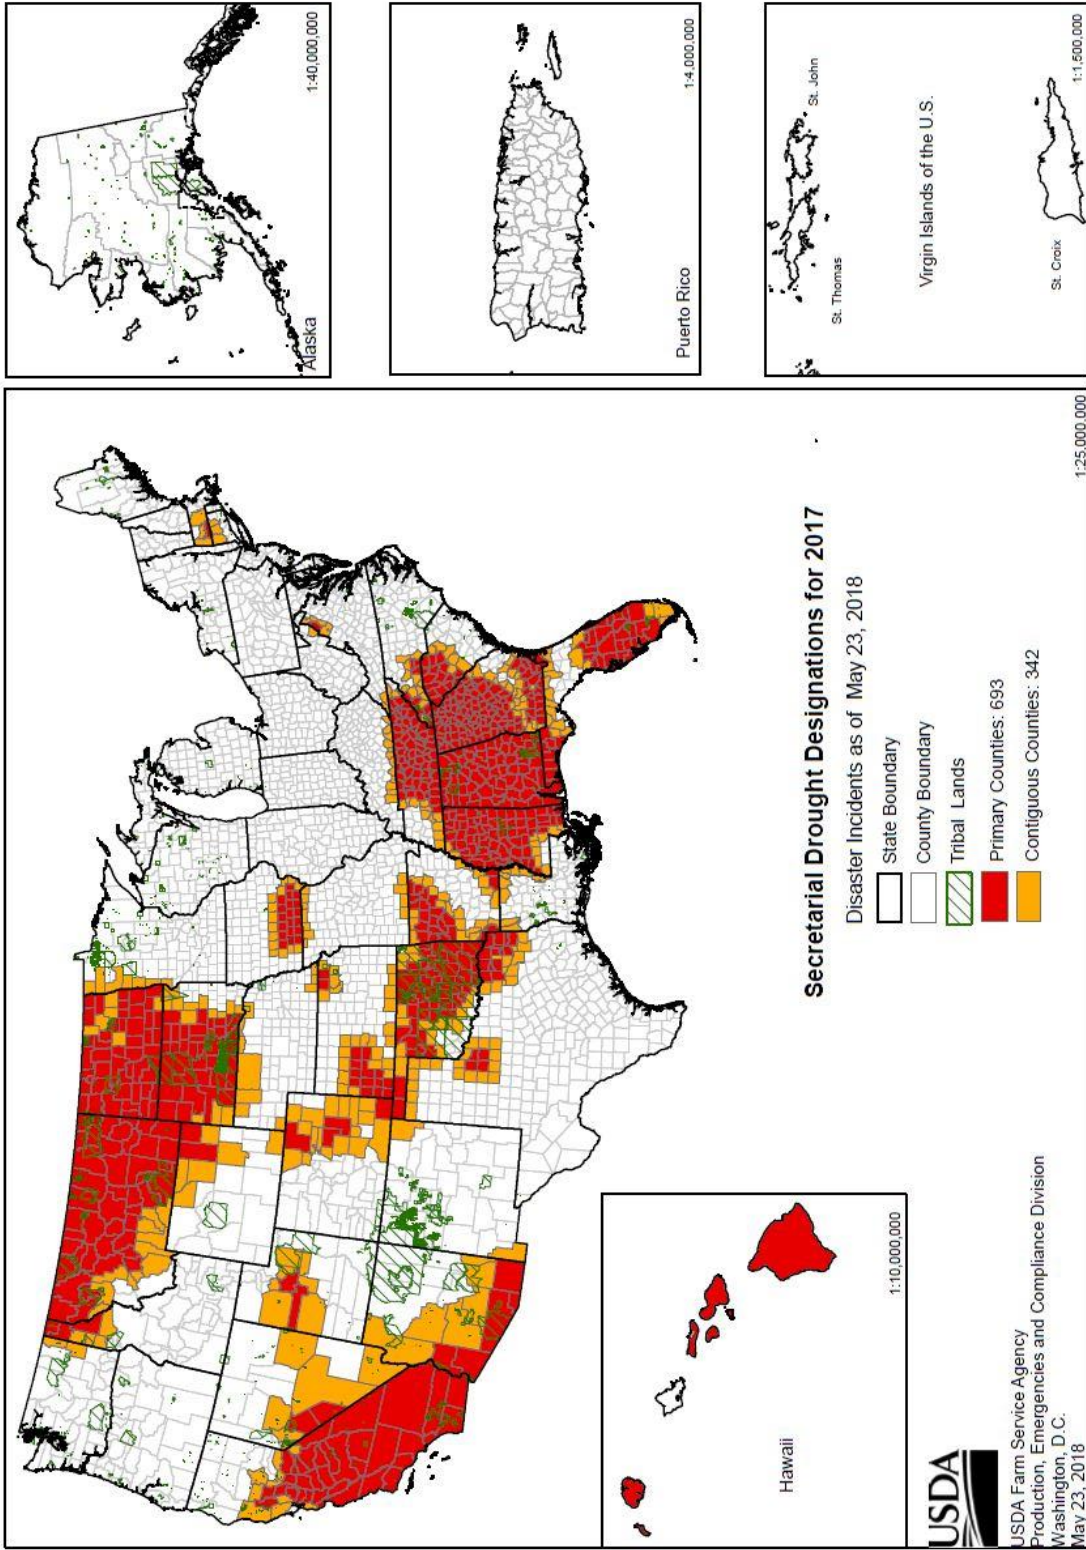 Alaska
1:40,000,000
Puerto Rico
1:4,000,000
St. Thomas
St. John
Virgin Islands of the U.S.
St. Croix
1:1,500,000
Secretarial Drought Designations for 2017
Disaster Incidents as of May 23, 2018
State Boundary
County Boundary
Tribal Lands
Primary Counties: 693
Contiguous Counties: 342
1:25,000,000
Hawaii
1:10,000,000
USDA
USDA Farm Service Agency
Production, Emergencies and Compliance Division
Washington, D.C.
May 23, 2018